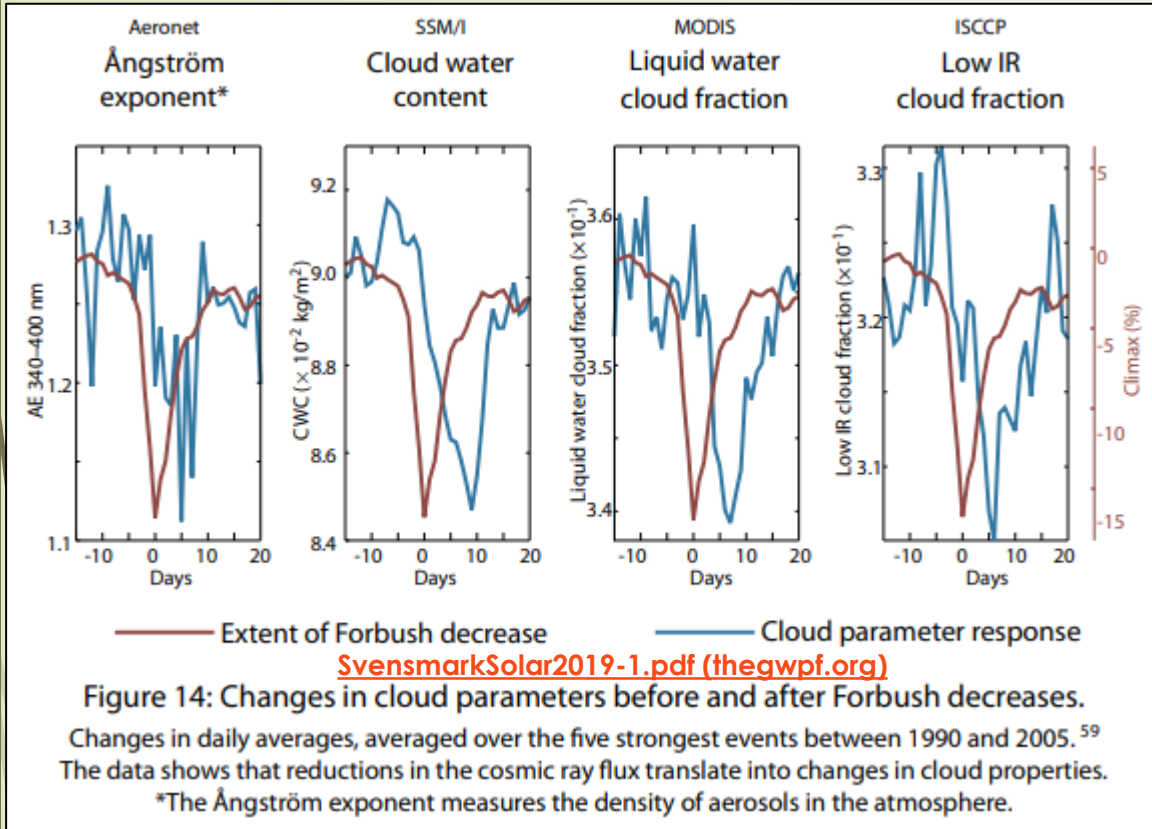 Aeronet
Ångström
exponent*
SSM/I
Cloud water
content
MODIS
Liquid water
cloud fraction
ISCCP
Low IR
cloud fraction
AE 340–400 nm
1.3
1.2
1.1
-10 0 10 20
Days
CWC (× 10⁻² kg/m²)
9.2
9.0
8.8
8.6
8.4
-10 0 10 20
Days
Liquid water cloud fraction (×10⁻¹)
3.6
3.5
3.4
-10 0 10 20
Days
Low IR cloud fraction (×10⁻¹)
3.3
3.2
3.1
-10 0 10 20
Days
5
0
-5
-10
-15
Climax (%)
Extent of Forbush decrease
Cloud parameter response
SvensmarkSolar2019-1.pdf (thegwpf.org)
Figure 14: Changes in cloud parameters before and after Forbush decreases.
Changes in daily averages, averaged over the five strongest events between 1990 and 2005. ⁵⁹
The data shows that reductions in the cosmic ray flux translate into changes in cloud properties.
*The Ångström exponent measures the density of aerosols in the atmosphere.